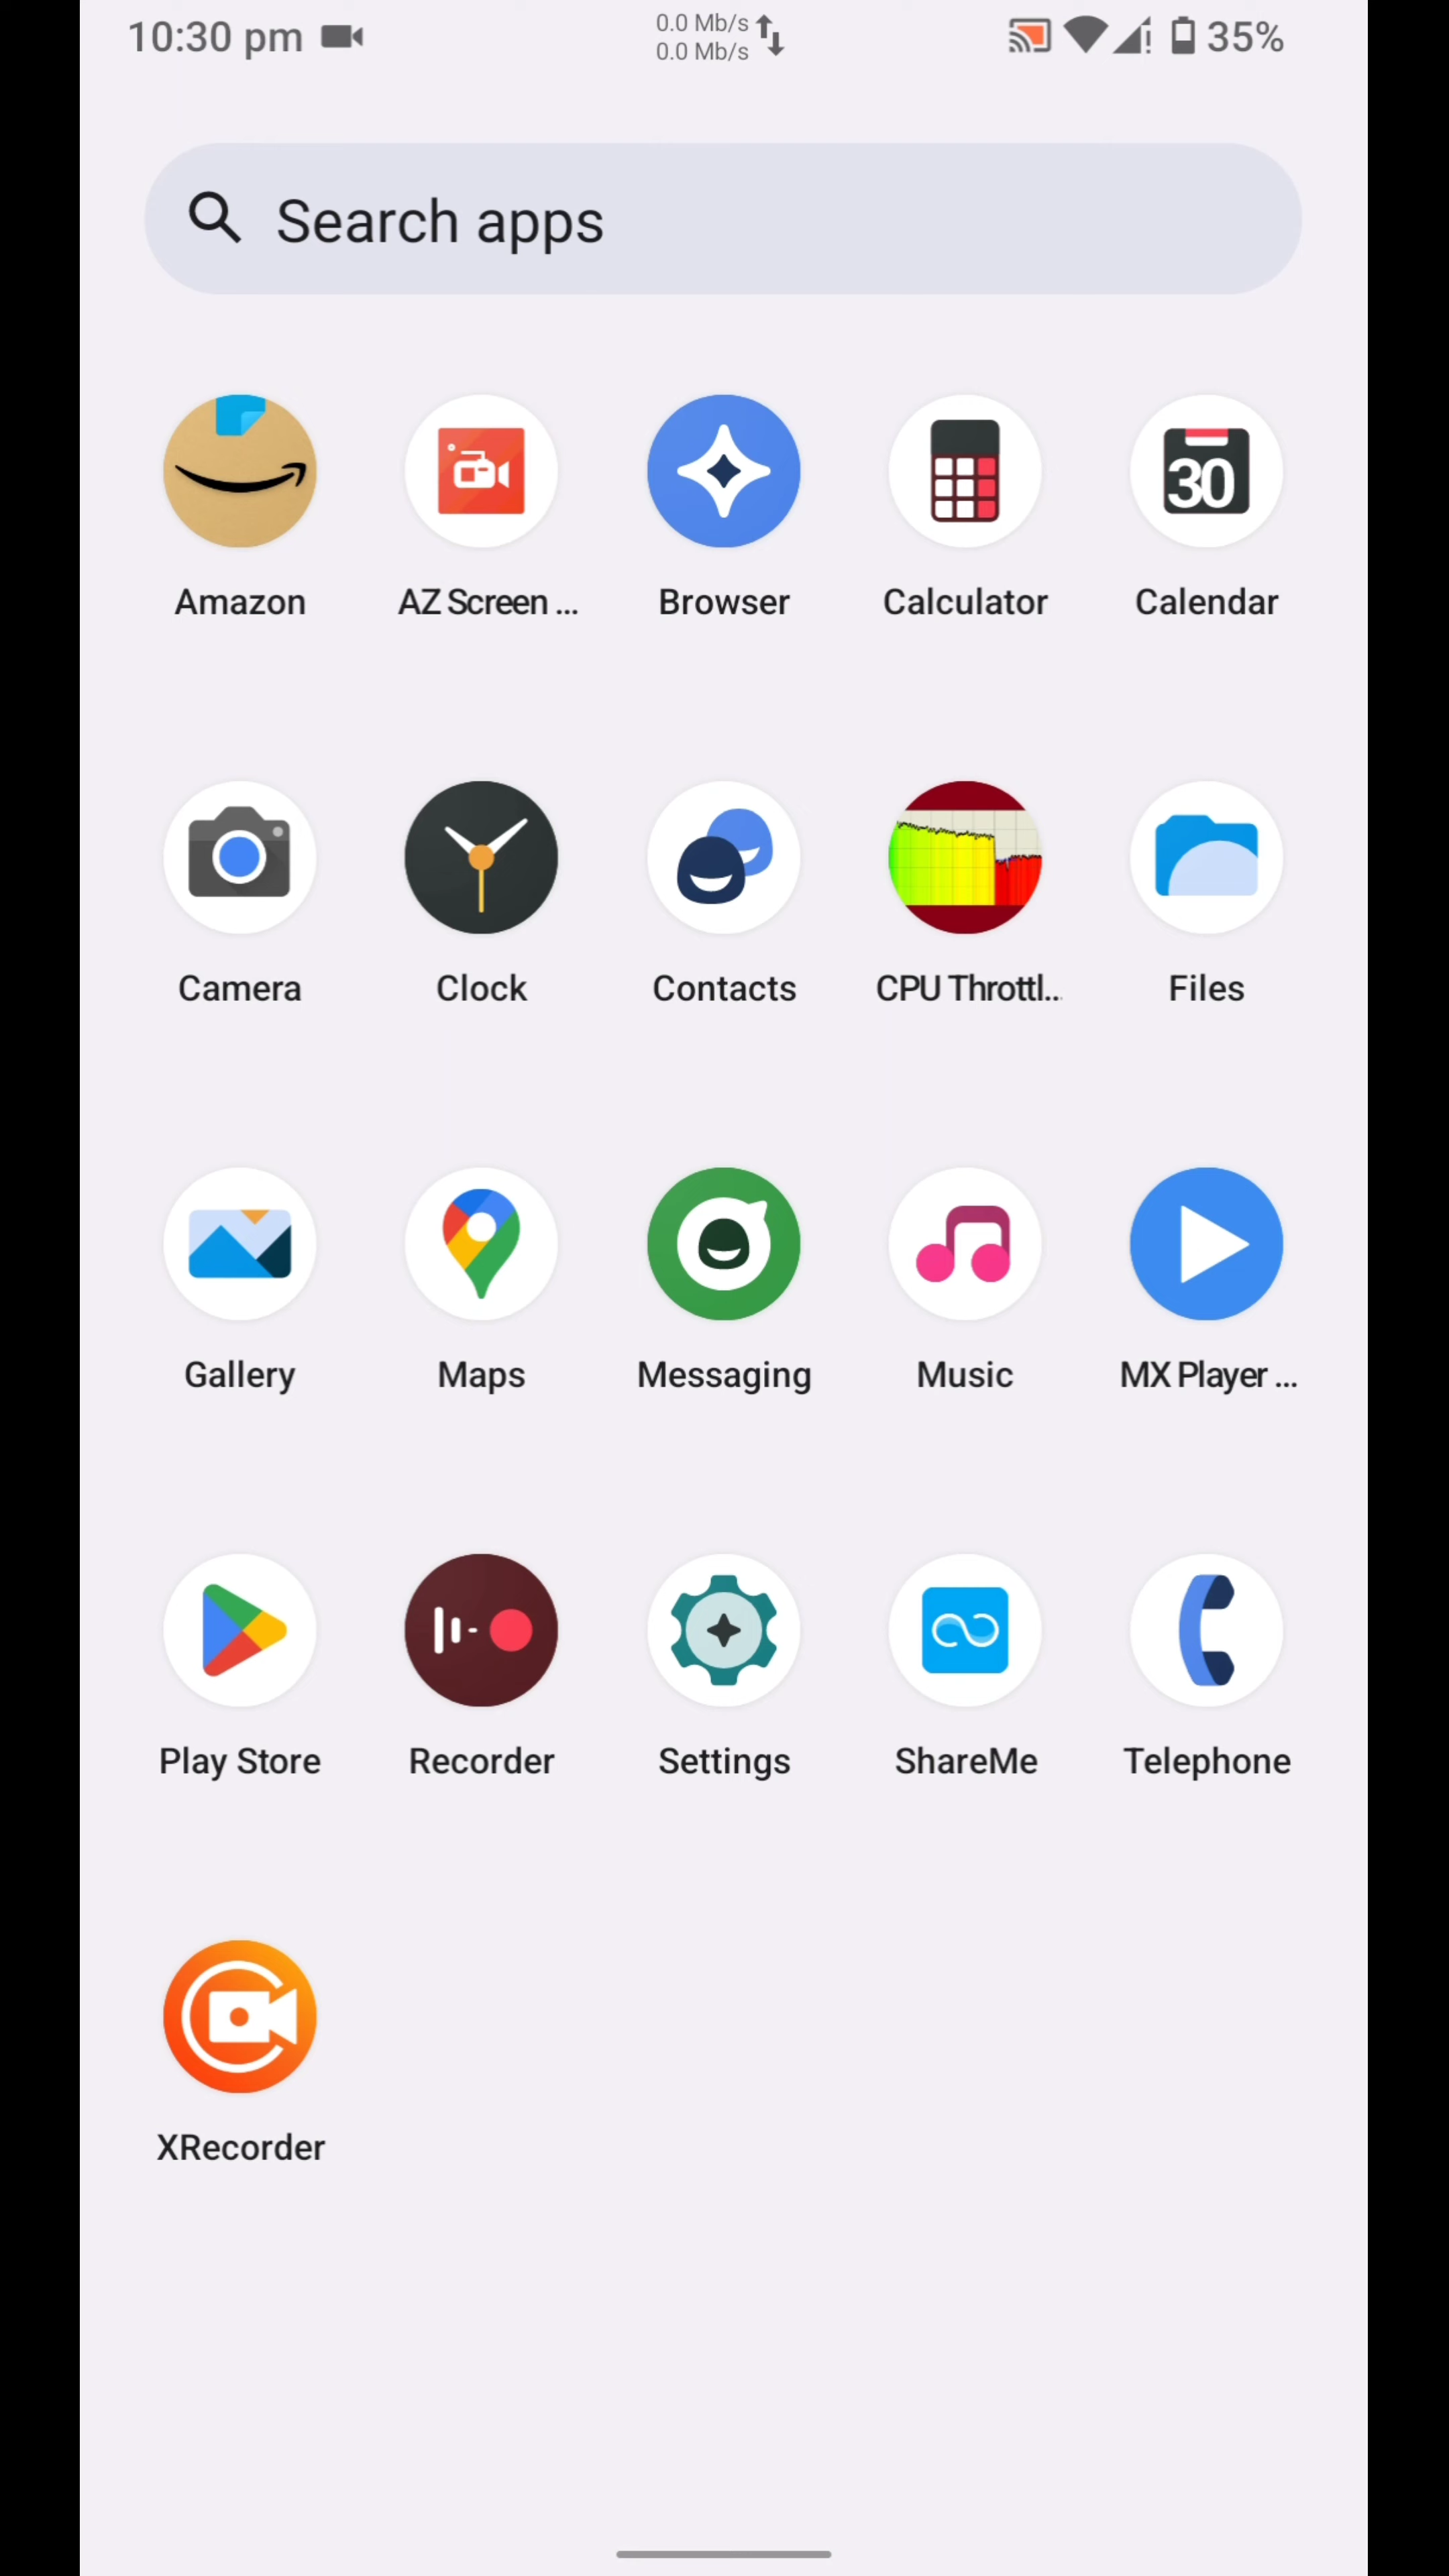 10:30 pm
0.0 Mb/s
0.0 Mb/s
35%
Search apps
Amazon
AZ Screen ...
Browser
Calculator
30
Calendar
Camera
Clock
Contacts
CPU Throttl...
Files
Gallery
Maps
Messaging
Music
MX Player ...
Play Store
Recorder
Settings
ShareMe
Telephone
XRecorder